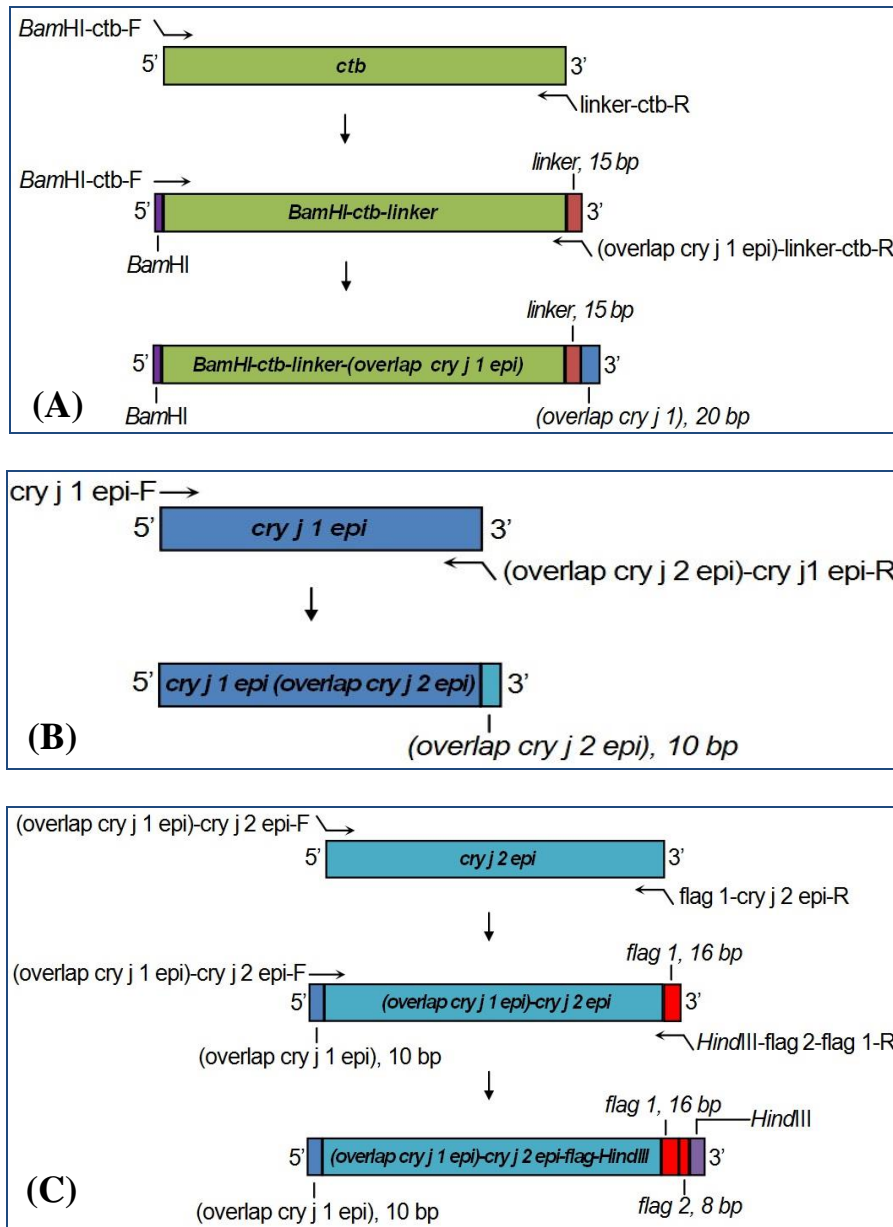 BamHI-ctb-F
5’ ctb 3’
linker-ctb-R
linker, 15 bp
BamHI-ctb-F
5’ BamHI-ctb-linker 3’
(overlap cry j 1 epi)-linker-ctb-R
BamHI
linker, 15 bp
5’ BamHI-ctb-linker-(overlap cry j 1 epi) 3’
(A) BamHI (overlap cry j 1), 20 bp
cry j 1 epi-F
5’ cry j 1 epi 3’
(overlap cry j 2 epi)-cry j1 epi-R
5’ cry j 1 epi (overlap cry j 2 epi) 3’
(B) (overlap cry j 2 epi), 10 bp
(overlap cry j 1 epi)-cry j 2 epi-F
5’ cry j 2 epi 3’
flag 1-cry j 2 epi-R
flag 1, 16 bp
(overlap cry j 1 epi)-cry j 2 epi-F
5’ (overlap cry j 1 epi)-cry j 2 epi 3’
HindIII-flag 2-flag 1-R
(overlap cry j 1 epi), 10 bp
flag 1, 16 bp HindIII
5’ (overlap cry j 1 epi)-cry j 2 epi-flag-HindIII 3’
(C) (overlap cry j 1 epi), 10 bp flag 2, 8 bp